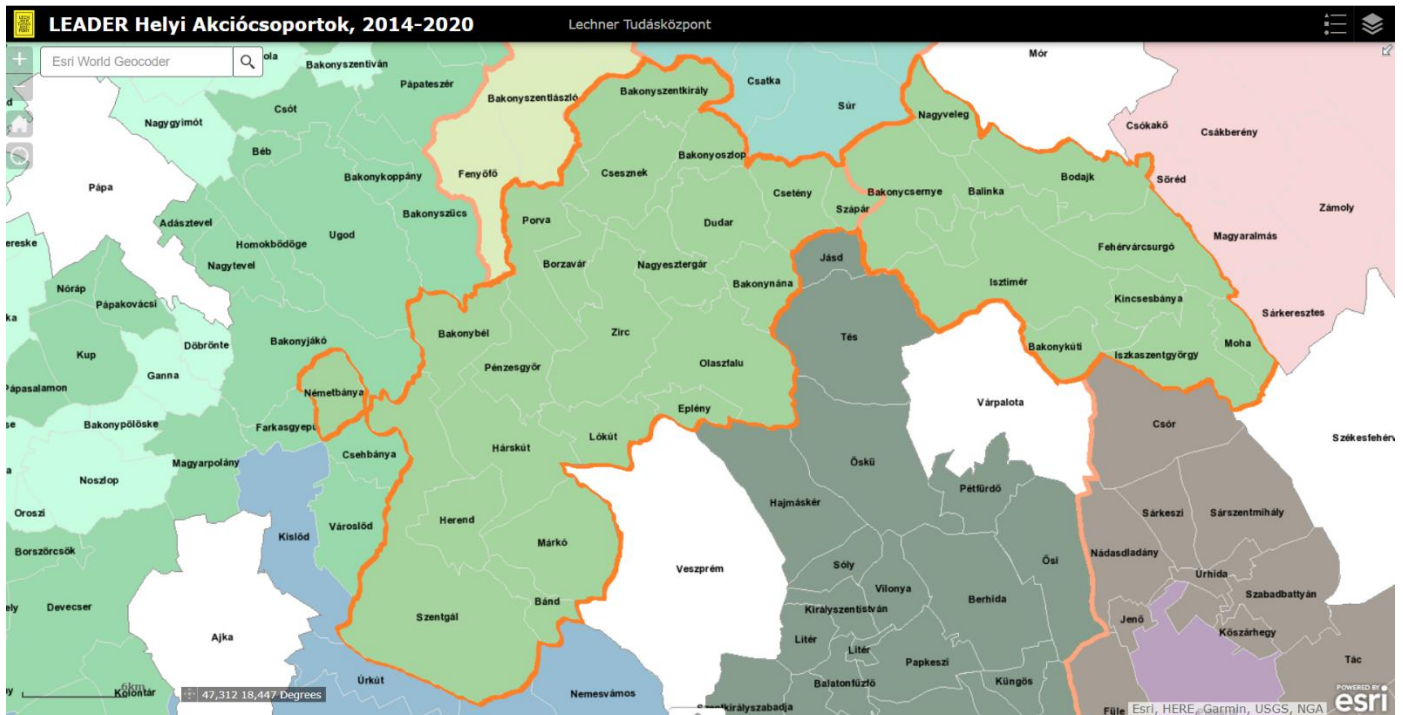 LEADER Helyi Akciócsoportok, 2014-2020
Lechner Tudásközpont
Esri World Geocoder
Bakonyszentiván
Pápateszér
Bakonyszentlászló
Bakonyszentkirály
Csatka
Súr
Mór
Csót
Nagygyimót
Nagyveleg
Csókakő
Csákberény
Béb
Bakonyoszlop
Pápa
Bakonykoppány
Fenyőfő
Csesznek
Csetény
Bakonycsernye
Balinka
Bodajk
Söréd
Zámoly
Adásztevel
Bakonyszücs
Porva
Dudar
Szápár
Homokbödöge
Ugod
Magyaralmás
Fehérvárcsurgó
Nagytevel
Borzavár
Nagyesztergár
Jásd
Bakonynána
Isztimér
Nóráp
Pápakovácsi
Kincsesbánya
Sárkeresztes
Bakonybél
Zirc
Tés
Döbrönte
Bakonyjákó
Bakonykúti
Iszkaszentgyörgy
Moha
Kup
Ganna
Pénzesgyőr
Olaszfalu
Pápasalamon
Németbánya
Eplény
Várpalota
Bakonypölöske
Farkasgyepű
Csór
Lókút
Székesfehérv
Hárskút
Csehbánya
Magyarpolány
Öskü
Noszlop
Hajmáskér
Pétfürdő
Oroszi
Kislőd
Városlőd
Herend
Sárkeszi
Sárszentmihály
Borszörcsök
Márkó
Nádasdladány
Veszprém
Sóly
Ősi
Vilonya
Úrhida
Szabadbattyán
Devecser
Bánd
Királyszentistván
Berhida
Szentgál
Jenő
Ajka
Litér
Kőszárhegy
Litér
Papkeszi
Tác
Úrkút
Balatonfűzfő
Küngös
6km
Kolontár
47,312 18,447 Degrees
Nemesvámos
Szentkirályszabadja
Füle
Esri, HERE, Garmin, USGS, NGA
POWERED BY
esri